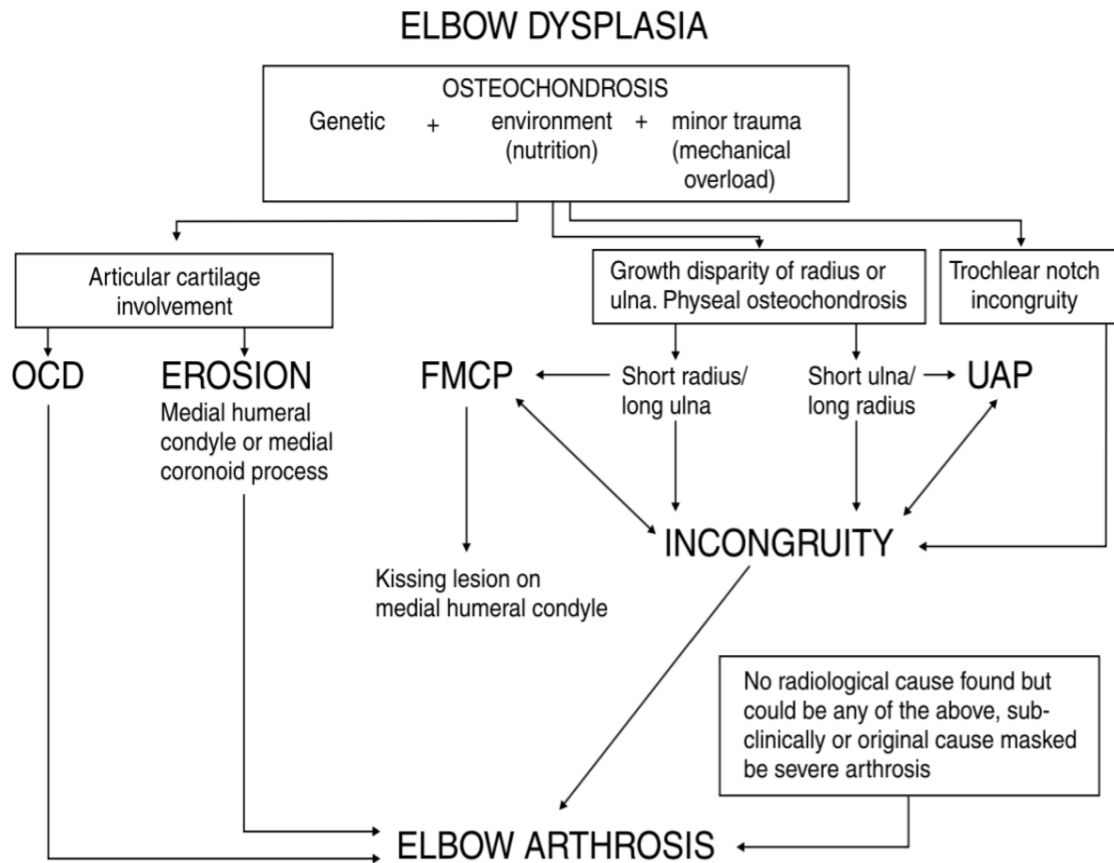 ELBOW DYSPLASIA
OSTEOCHONDROSIS
Genetic + environment + minor trauma
(nutrition) (mechanical
overload)
Articular cartilage
involvement
Growth disparity of radius or
ulna. Physeal osteochondrosis
Trochlear notch
incongruity
OCD
EROSION
Medial humeral
condyle or medial
coronoid process
FMCP
Short radius/
long ulna
Short ulna/
long radius
UAP
INCONGRUITY
Kissing lesion on
medial humeral condyle
No radiological cause found but
could be any of the above, sub-
clinically or original cause masked
be severe arthrosis
ELBOW ARTHROSIS